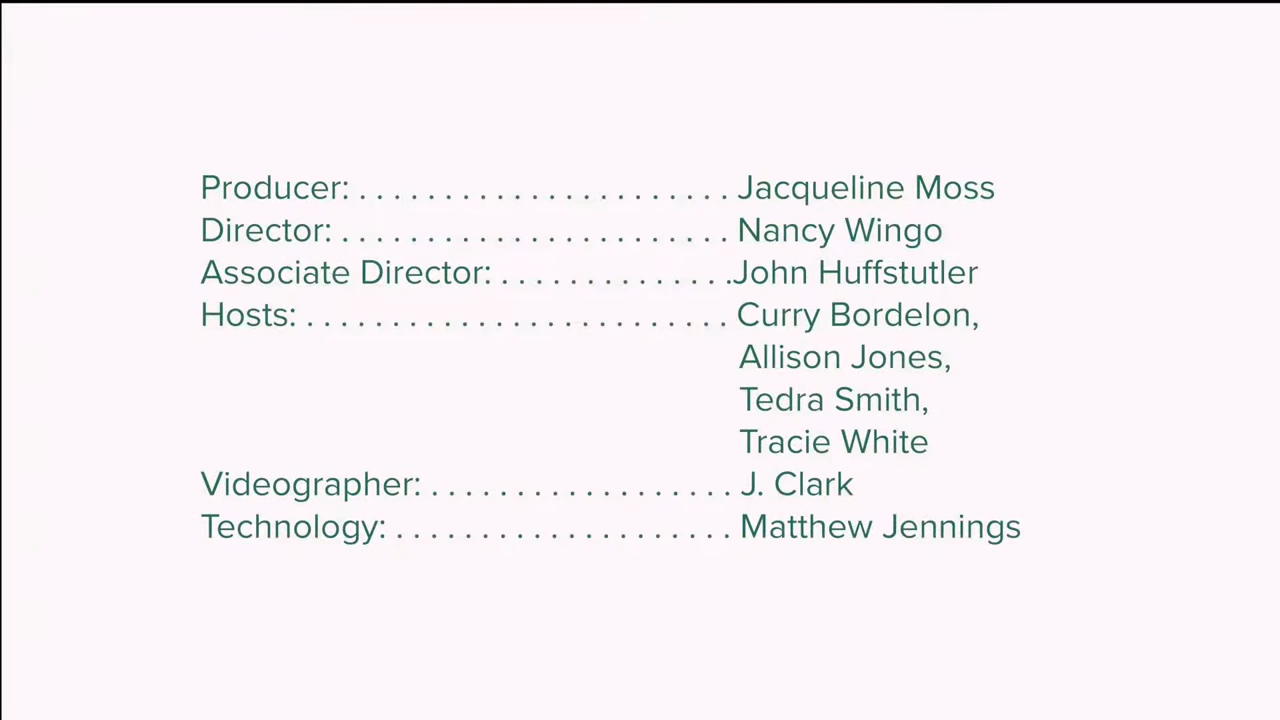 Producer: . . . . . . . . . . . . . . . . . . . . . . Jacqueline Moss
Director: . . . . . . . . . . . . . . . . . . . . . . . Nancy Wingo
Associate Director: . . . . . . . . . . . . . .John Huffstutler
Hosts: . . . . . . . . . . . . . . . . . . . . . . . . . Curry Bordelon,
Allison Jones,
Tedra Smith,
Tracie White
Videographer: . . . . . . . . . . . . . . . . . . J. Clark
Technology: . . . . . . . . . . . . . . . . . . . . Matthew Jennings